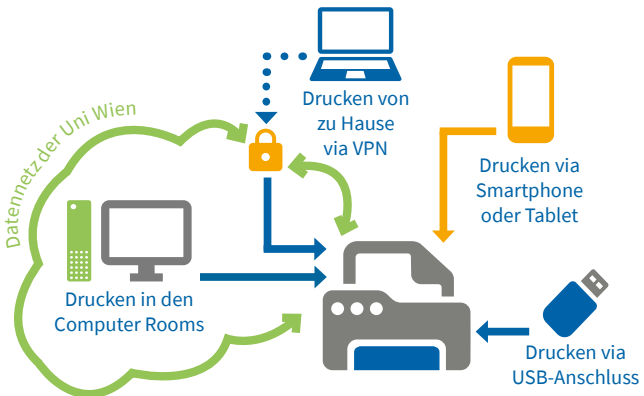 Datennetz der Uni Wien
Drucken von
zu Hause
via VPN
Drucken via
Smartphone
oder Tablet
Drucken in den
Computer Rooms
Drucken via
USB-Anschluss